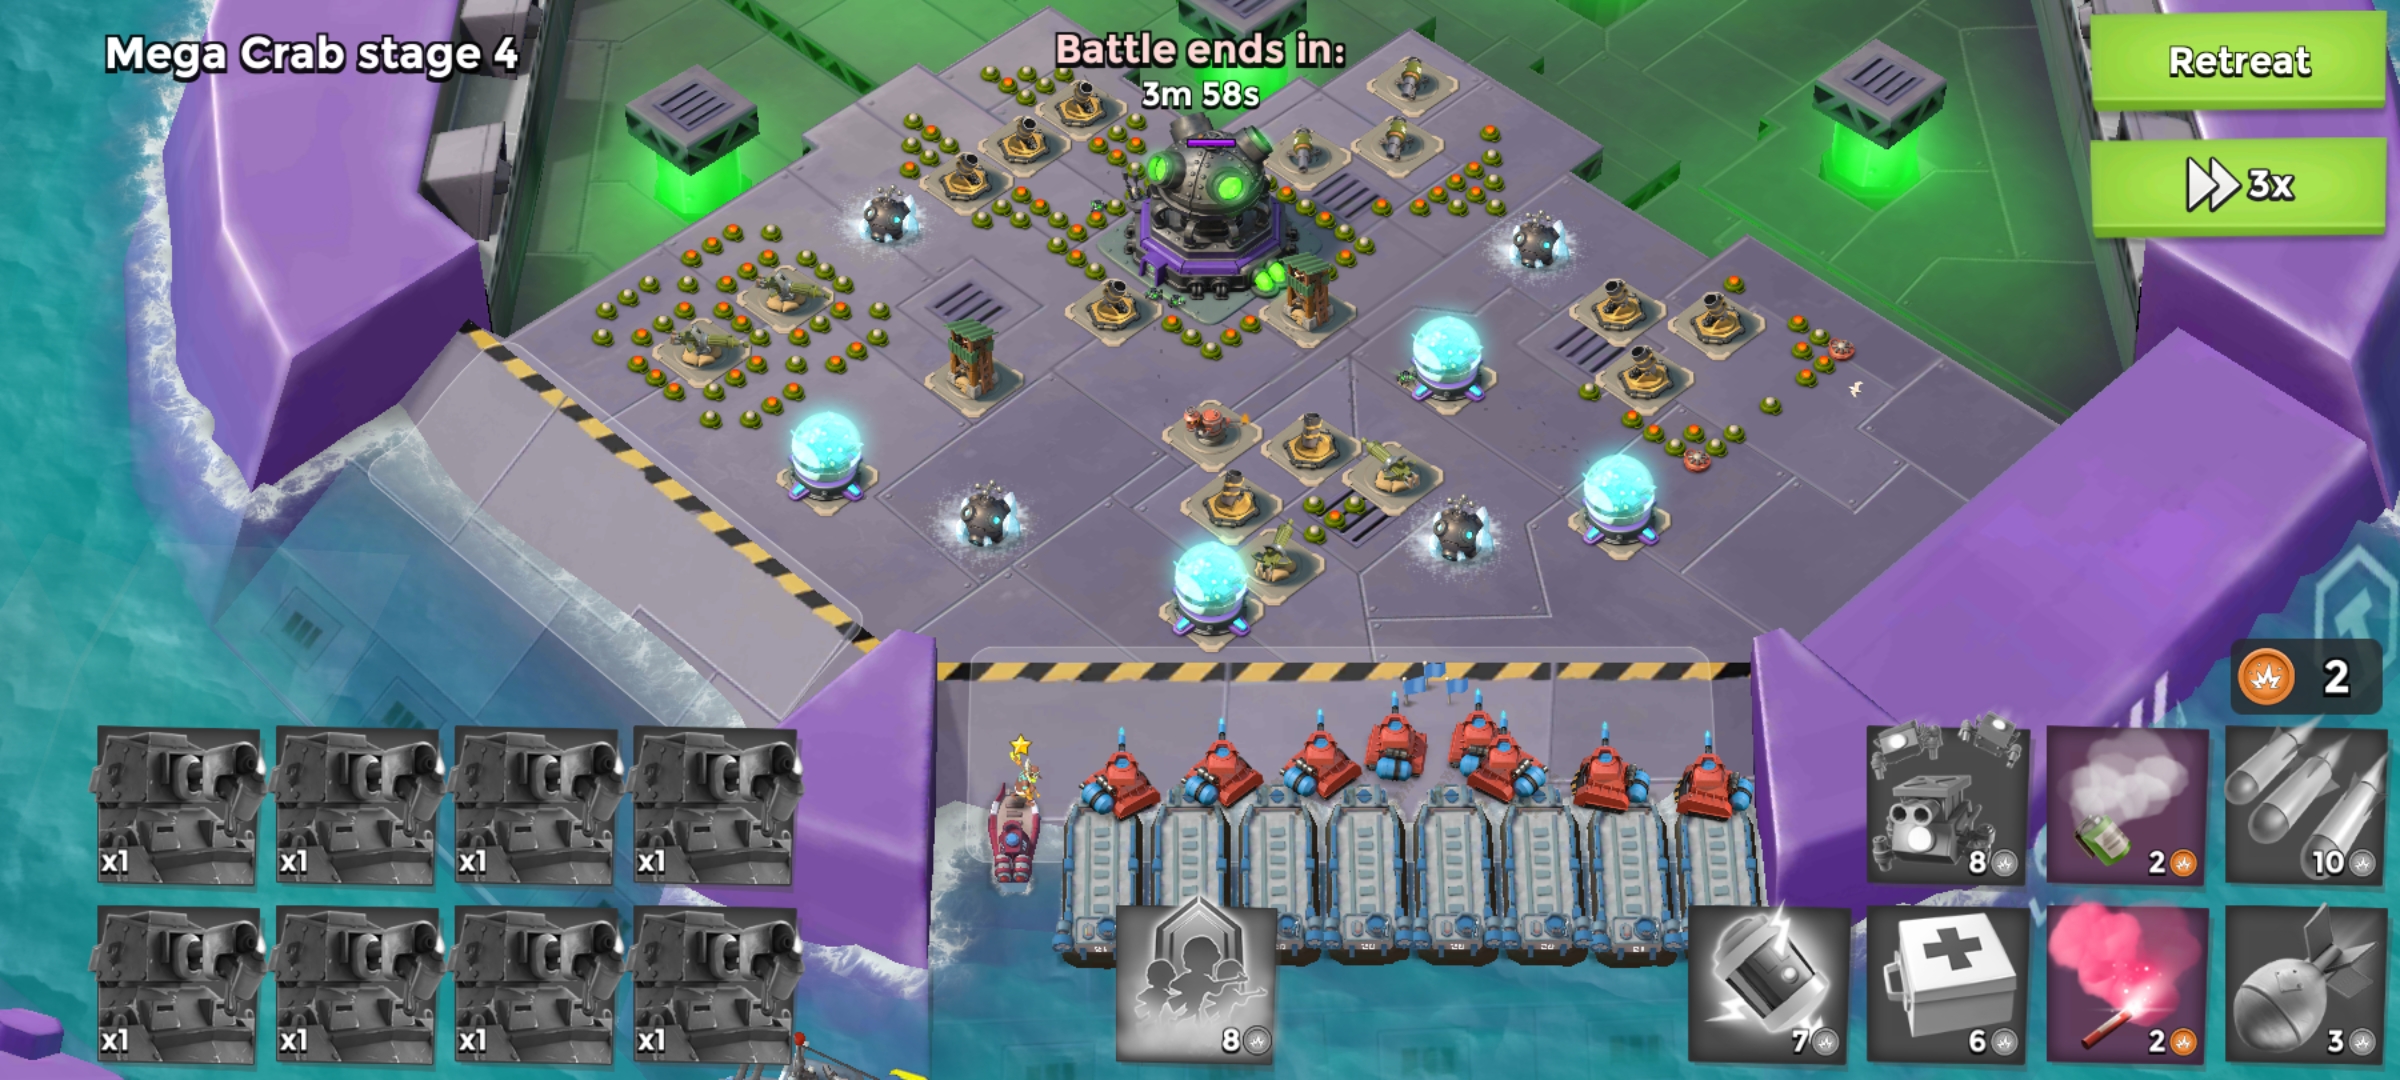 Mega Crab stage 4
Battle ends in:
3m 58s
Retreat
3x
2
x1
x1
x1
x1
8
2
10
x1
x1
x1
x1
8
7
6
2
3